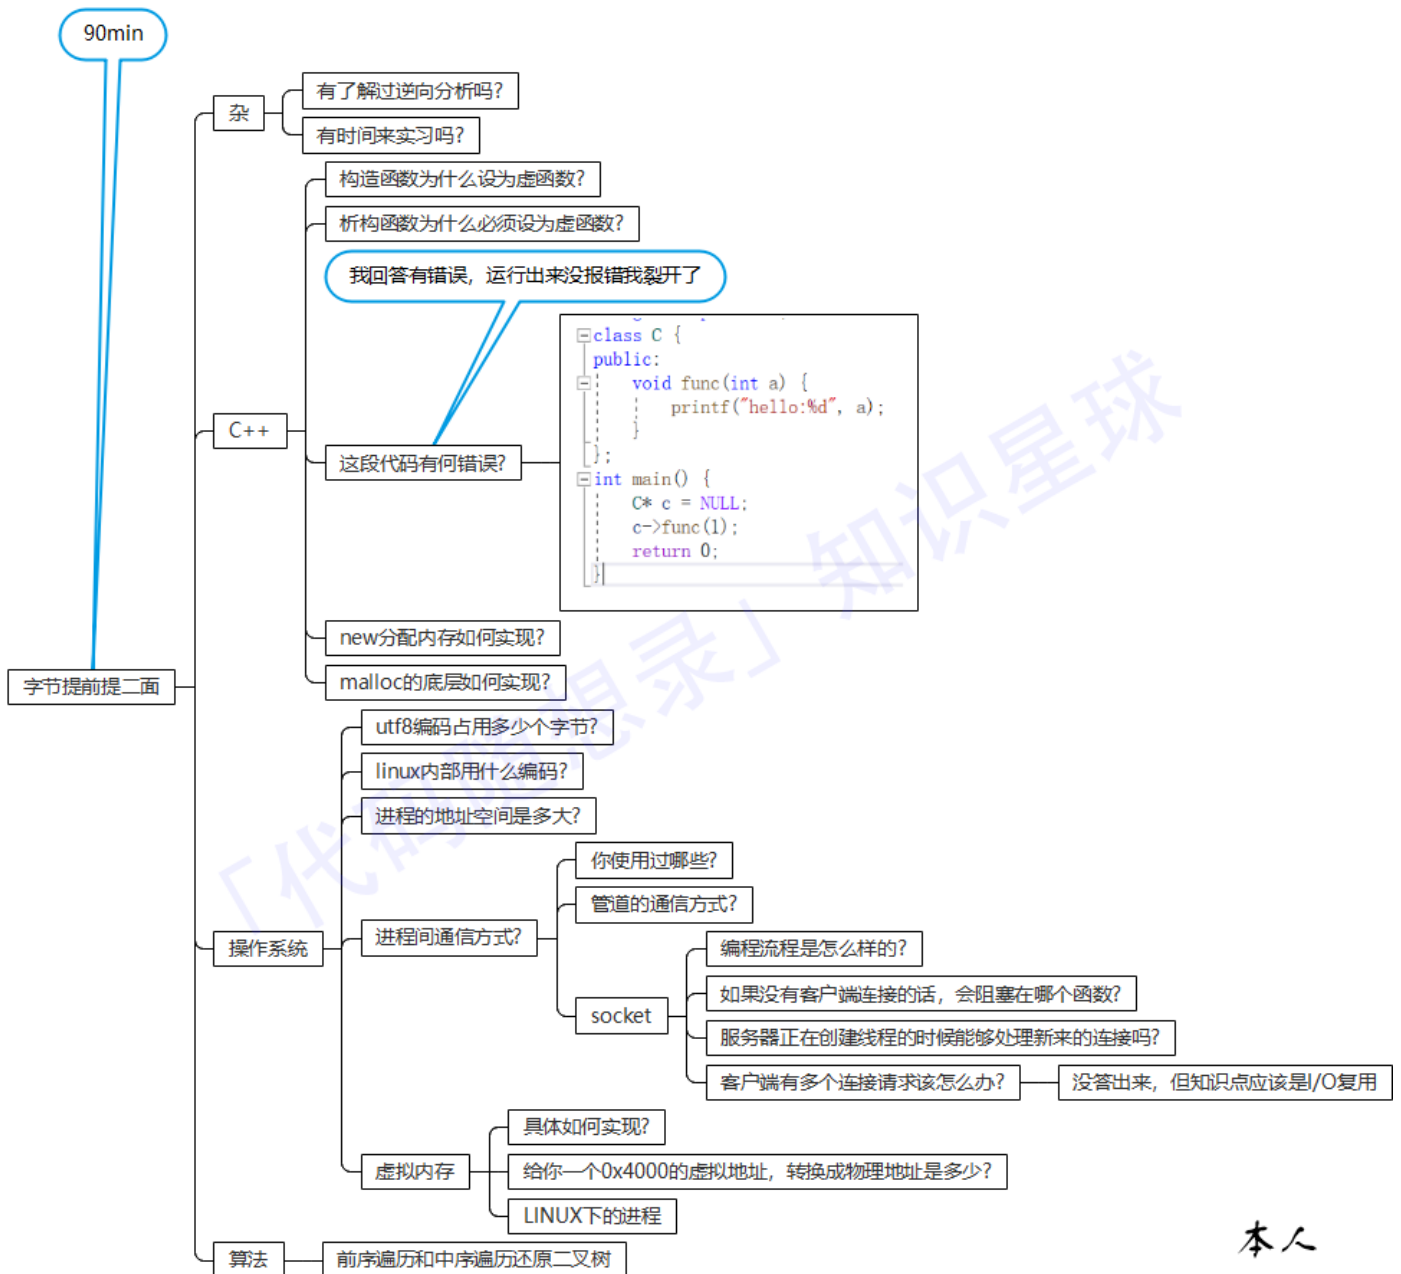 90min
杂
有了解过逆向分析吗?
有时间来实习吗?
构造函数为什么设为虚函数?
析构函数为什么必须设为虚函数?
我回答有错误，运行出来没报错我裂开了
class C {
public:
void func(int a) {
printf("hello:%d", a);
}
};
C++
这段代码有何错误?
int main() {
C* c = NULL;
c->func(1);
return 0;
}
new分配内存如何实现?
malloc的底层如何实现?
字节提前提二面
utf8编码占用多少个字节?
linux内部用什么编码?
进程的地址空间是多大?
你使用过哪些?
管道的通信方式?
进程间通信方式?
操作系统
编程流程是怎么样的?
如果没有客户端连接的话，会阻塞在哪个函数?
socket
服务器正在创建线程的时候能够处理新来的连接吗?
客户端有多个连接请求该怎么办?
没答出来，但知识点应该是I/O复用
具体如何实现?
虚拟内存
给你一个0x4000的虚拟地址，转换成物理地址是多少?
LINUX下的进程
算法
前序遍历和中序遍历还原二叉树
「代码随想录」知识星球
本人